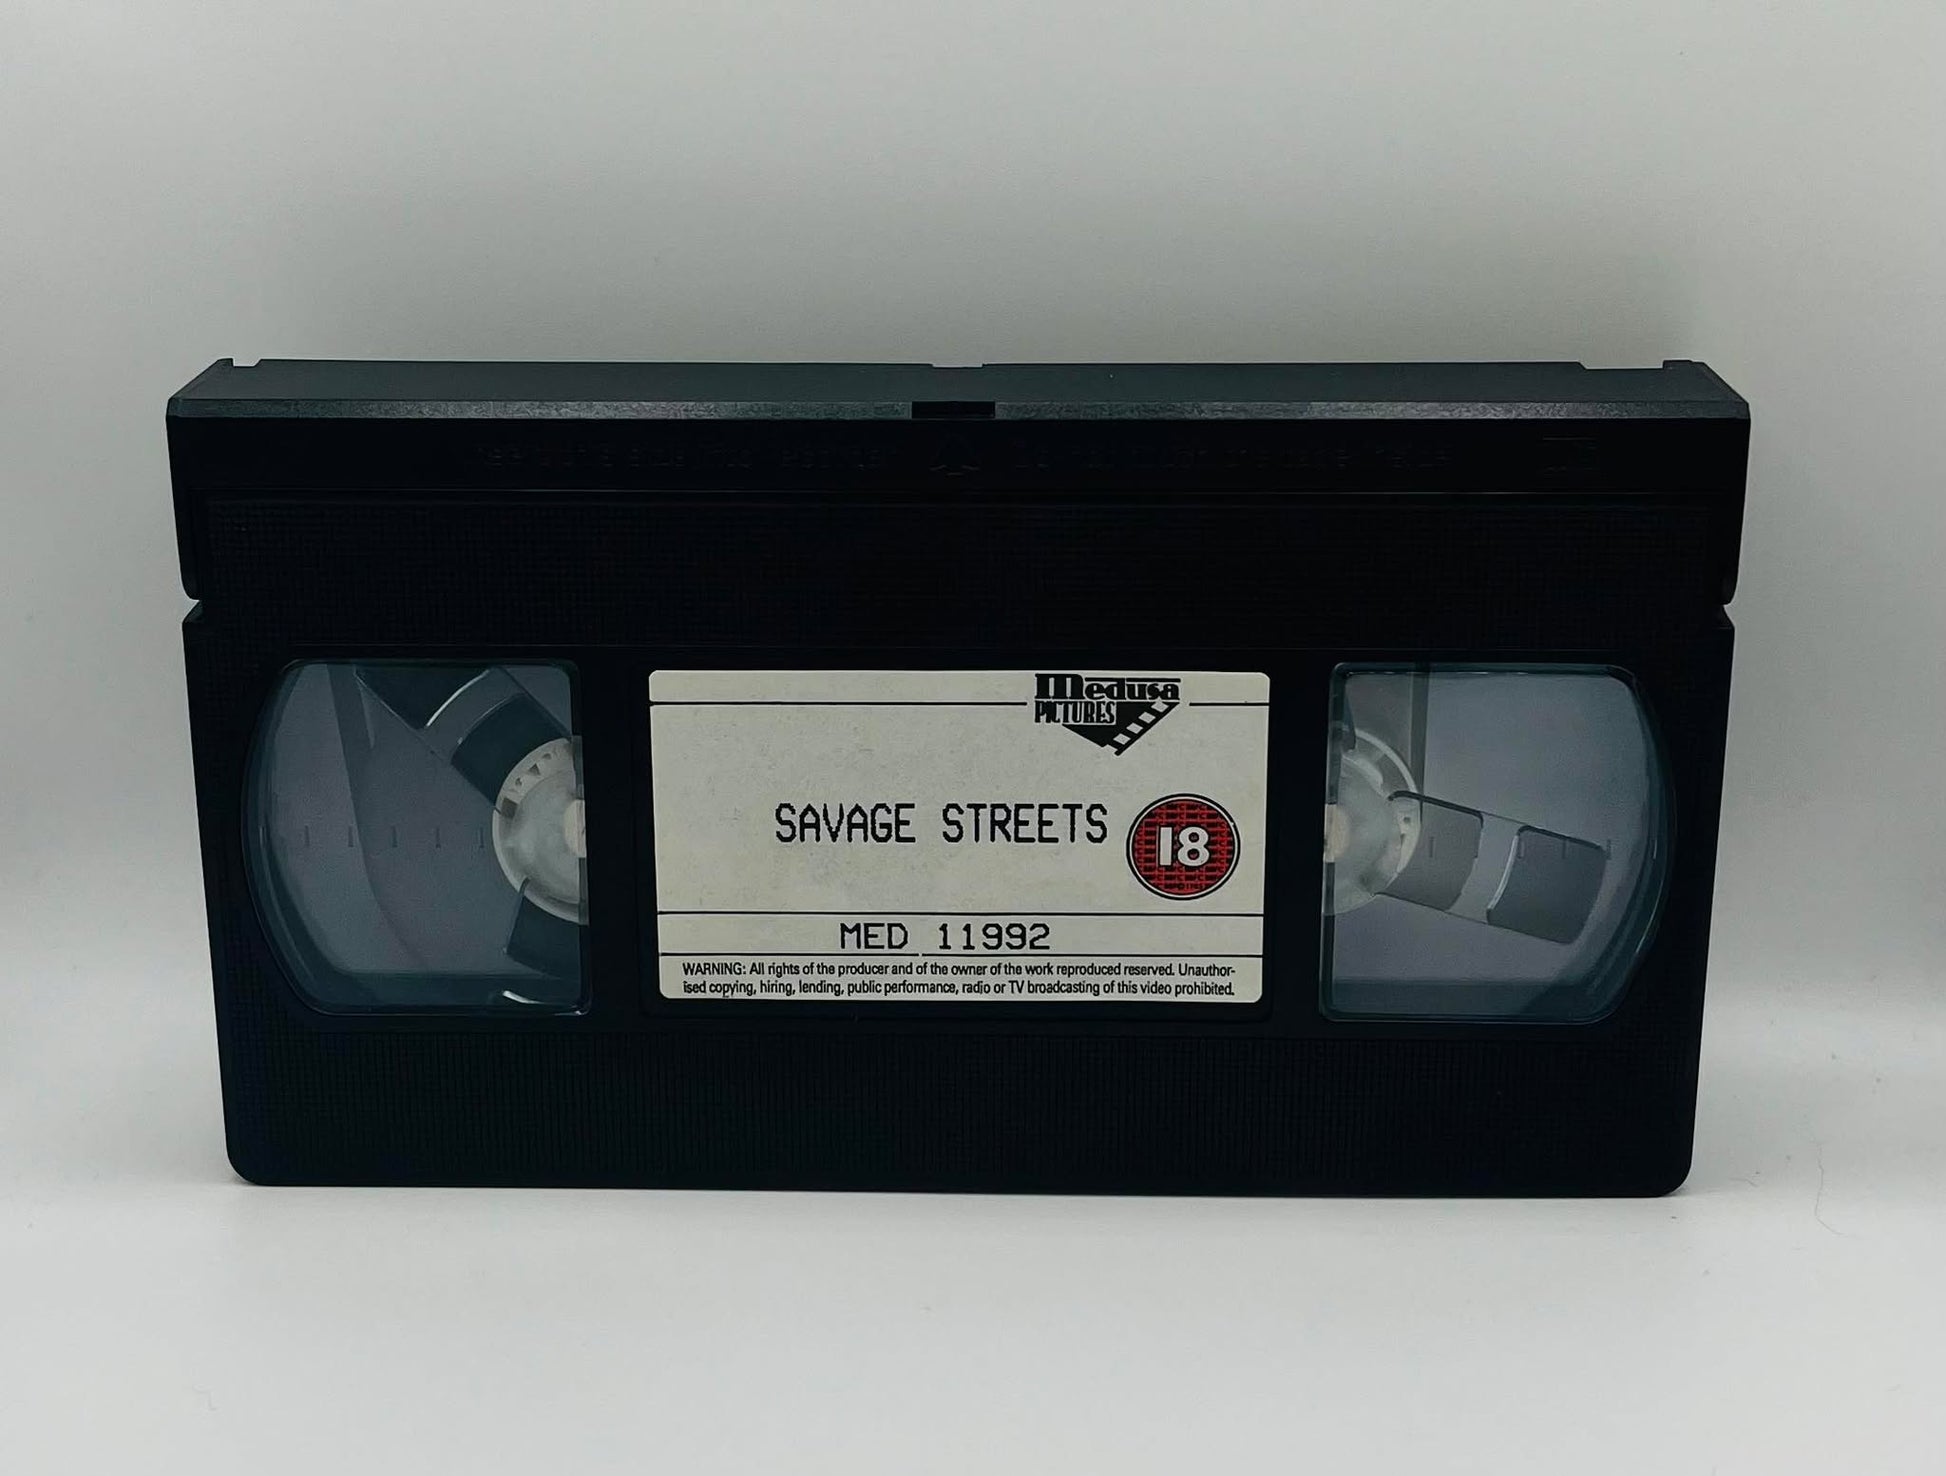 Medusa
PICTURES
SAVAGE STREETS
18
MED 11992
WARNING: All rights of the producer and of the owner of the work reproduced reserved. Unauthor-
ised copying, hiring, lending, public performance, radio or TV broadcasting of this video prohibited.